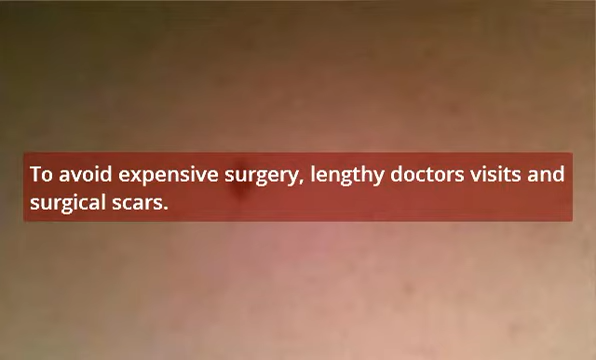 To avoid expensive surgery, lengthy doctors visits and
surgical scars.